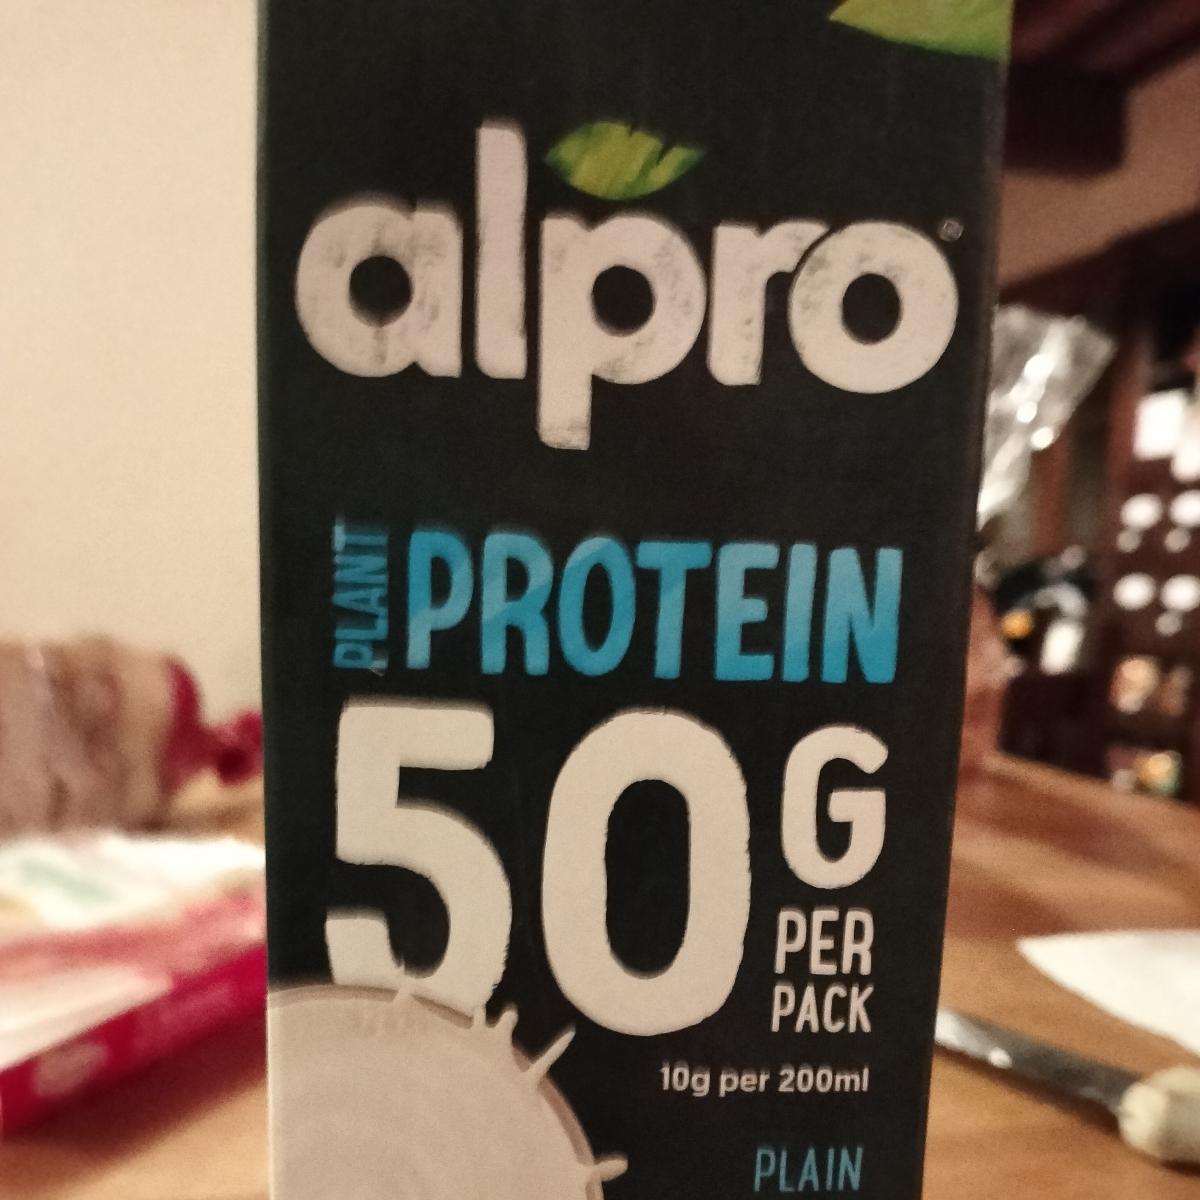 alpro
PLANT PROTEIN
50G
PER
PACK
10g per 200ml
PLAIN